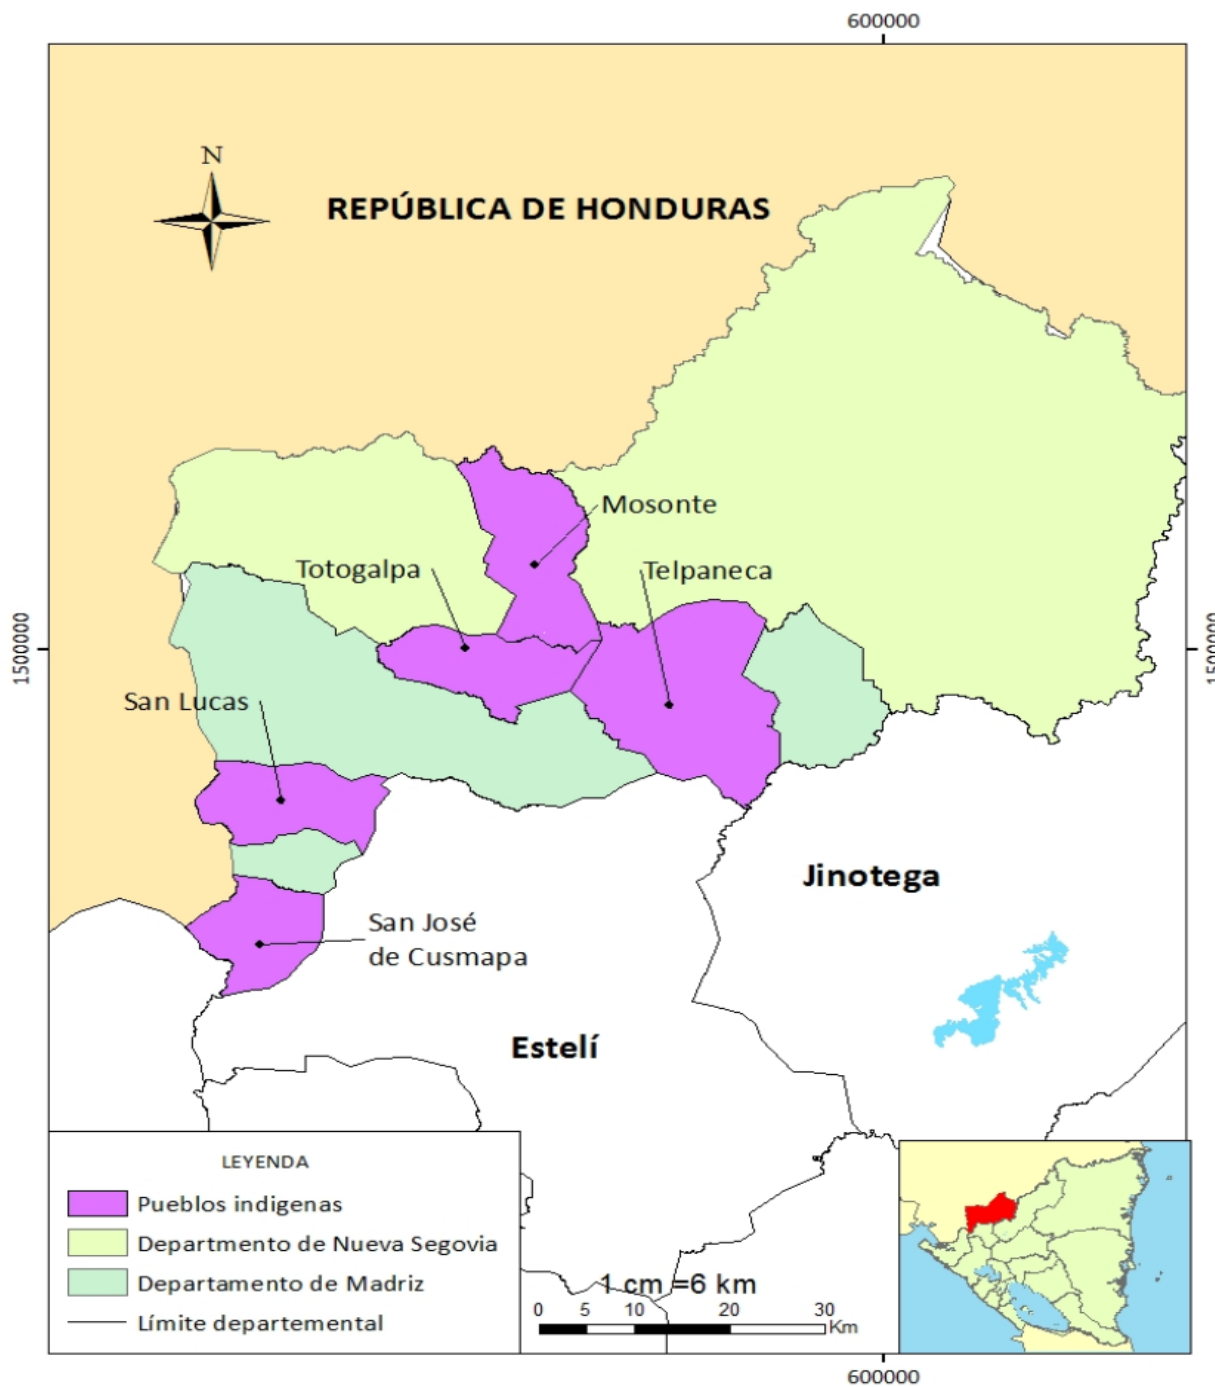 600000
N
REPÚBLICA DE HONDURAS
Mosonte
Totogalpa
Telpaneca
1500000
1500000
San Lucas
Jinotega
San José
de Cusmapa
Estelí
LEYENDA
Pueblos indigenas
Departmento de Nueva Segovia
Departamento de Madriz
Límite departemental
1 cm =6 km
0 5 10 20 30
Km
600000